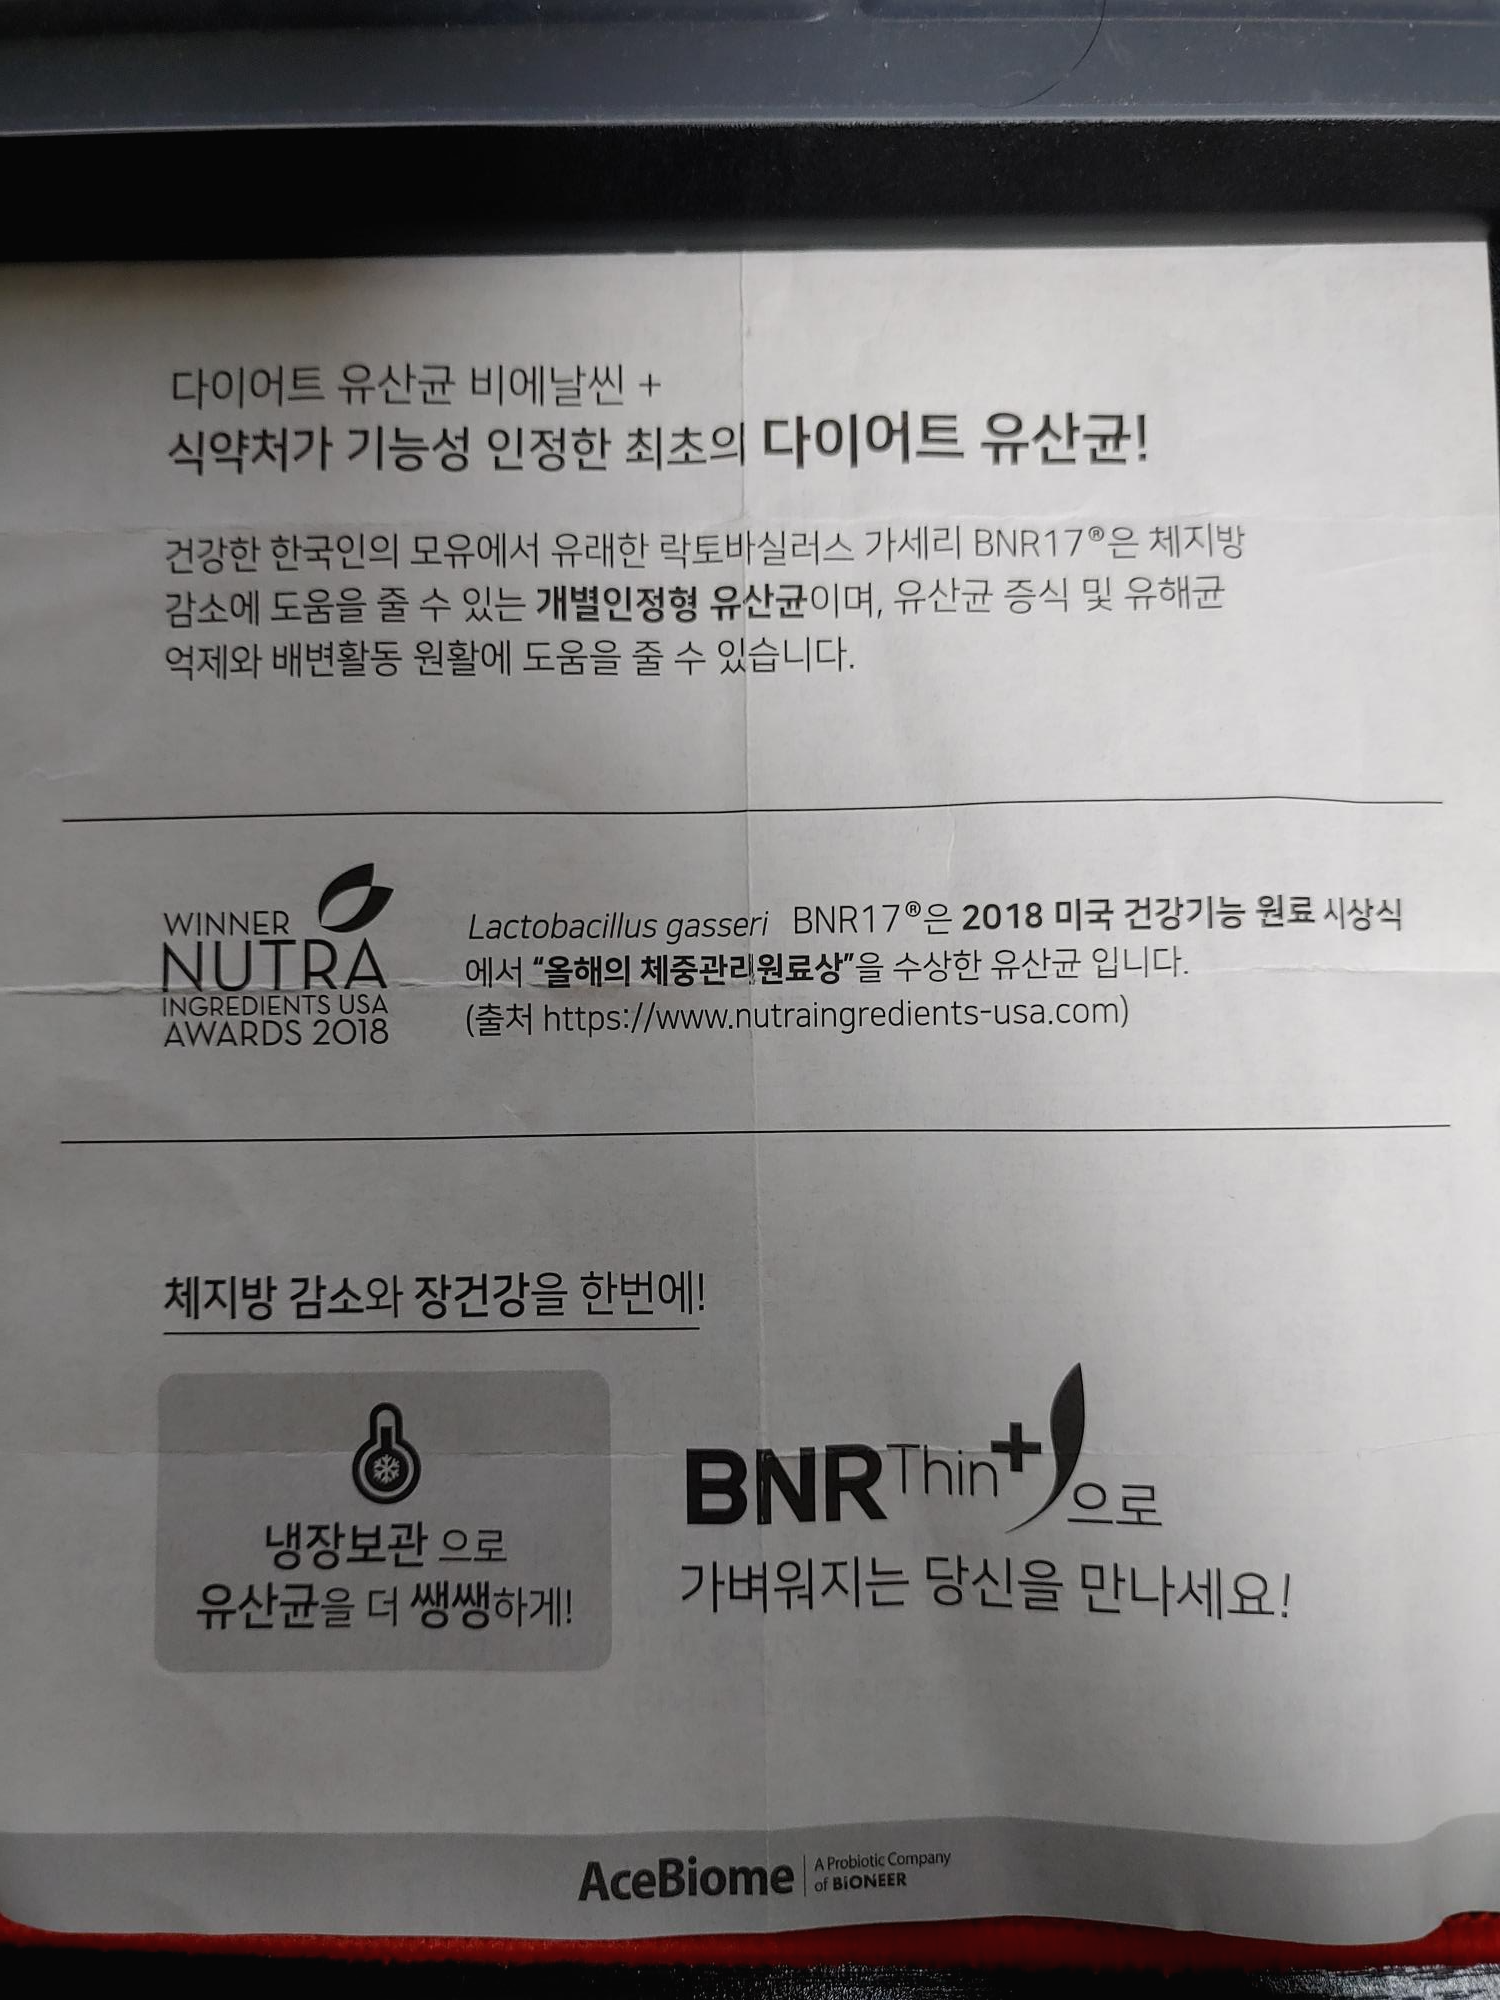 다이어트 유산균 비에날씬 +
식약처가 기능성 인정한 최초의 다이어트 유산균!
건강한 한국인의 모유에서 유래한 락토바실러스 가세리 BNR17®은 체지방
감소에 도움을 줄 수 있는 개별인정형 유산균이며, 유산균 증식 및 유해균
억제와 배변활동 원활에 도움을 줄 수 있습니다.
WINNER
NUTRA
INGREDIENTS USA
AWARDS 2018
Lactobacillus gasseri BNR17®은 2018 미국 건강기능 원료 시상식
에서 “올해의 체중관리원료상”을 수상한 유산균 입니다.
(출처 https://www.nutraingredients-usa.com)
체지방 감소와 장건강을 한번에!
냉장보관 으로
유산균을 더 쌩쌩하게!
BNR Thin+ 으로
가벼워지는 당신을 만나세요!
AceBiome
A Probiotic Company
of BiONEER